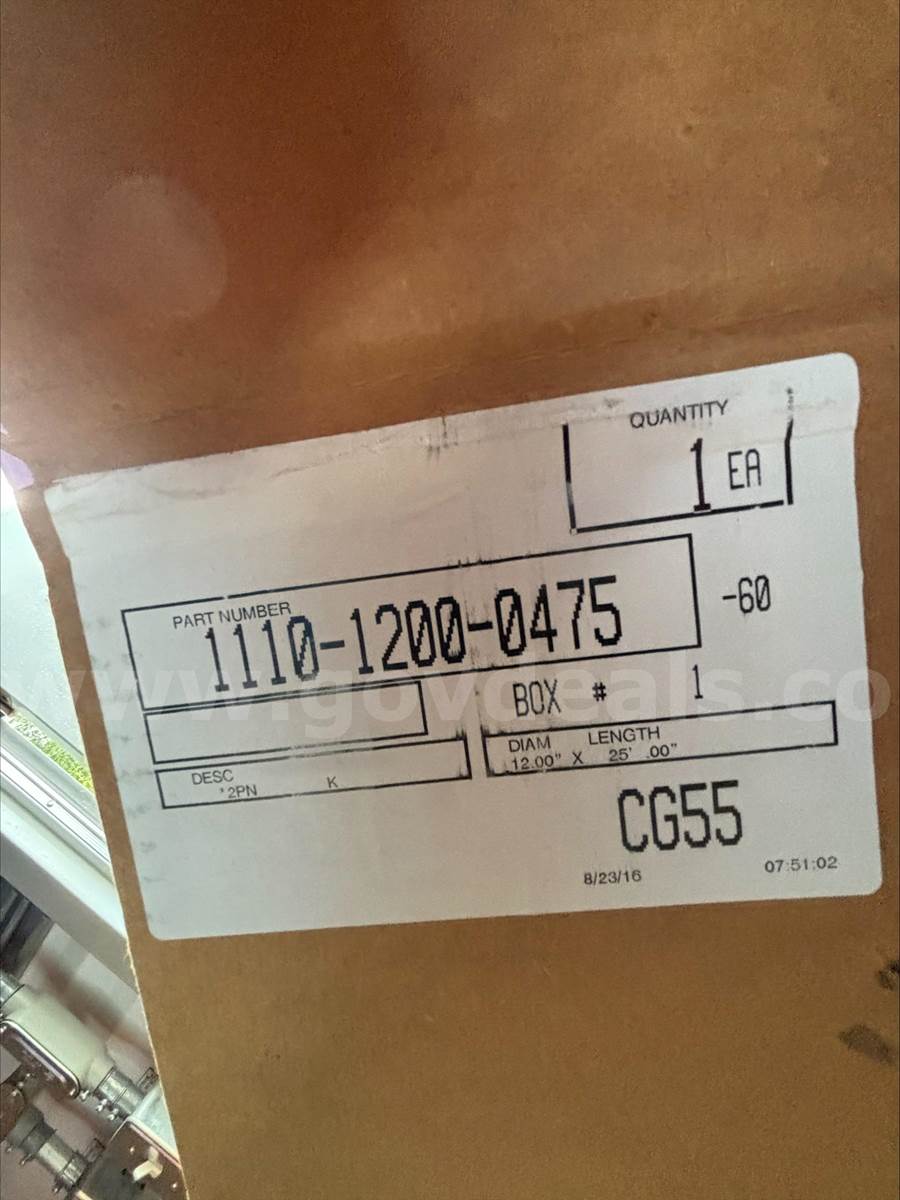 QUANTITY
1 EA
PART NUMBER
1110-1200-0475
-60
BOX # 1
DIAM LENGTH
12.00" X 25' .00"
DESC
*2PN K
CG55
8/23/16 07:51:02
www.govdeals.co